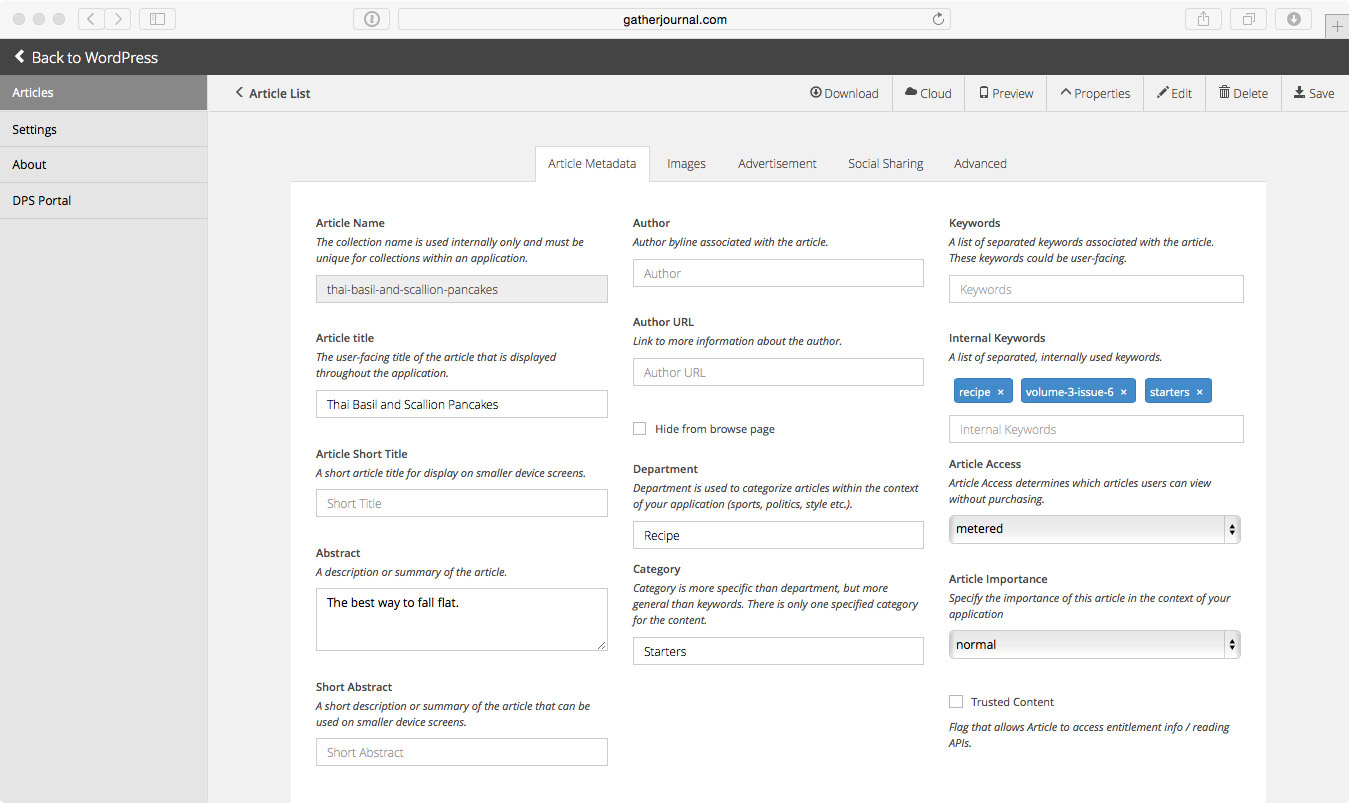 gatherjournal.com
Back to WordPress
Articles
Settings
About
DPS Portal
Article List
Download
Cloud
Preview
Properties
Edit
Delete
Save
Article Metadata
Images
Advertisement
Social Sharing
Advanced
Article Name
The collection name is used internally only and must be
unique for collections within an application.
thai-basil-and-scallion-pancakes
Article title
The user-facing title of the article that is displayed
throughout the application.
Thai Basil and Scallion Pancakes
Article Short Title
A short article title for display on smaller device screens.
Short Title
Abstract
A description or summary of the article.
The best way to fall flat.
Short Abstract
A short description or summary of the article that can be
used on smaller device screens.
Short Abstract
Author
Author byline associated with the article.
Author
Author URL
Link to more information about the author.
Author URL
Hide from browse page
Department
Department is used to categorize articles within the context
of your application (sports, politics, style etc.).
Recipe
Category
Category is more specific than department, but more
general than keywords. There is only one specified category
for the content.
Starters
Keywords
A list of separated keywords associated with the article.
These keywords could be user-facing.
Keywords
Internal Keywords
A list of separated, internally used keywords.
recipe × volume-3-issue-6 × starters ×
Internal Keywords
Article Access
Article Access determines which articles users can view
without purchasing.
metered
Article Importance
Specify the importance of this article in the context of your
application
normal
Trusted Content
Flag that allows Article to access entitlement info / reading
APIs.